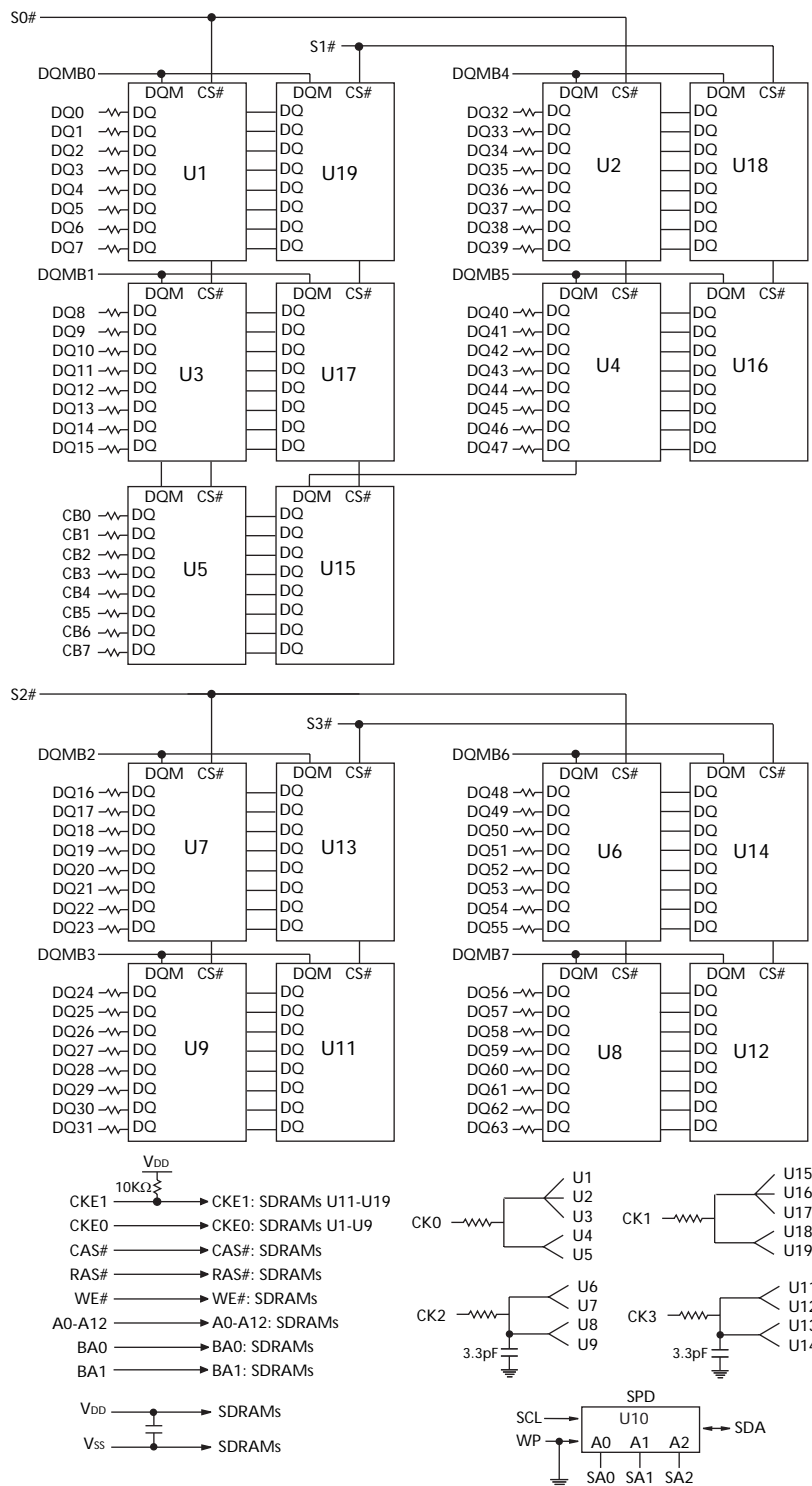 S0#
S1#
DQMB0
DQMB4
DQM CS#
DQM CS#
DQM CS#
DQM CS#
DQ0 DQ DQ DQ32 DQ DQ
DQ1 DQ DQ DQ33 DQ DQ
DQ2 DQ DQ DQ34 DQ DQ
DQ3 DQ U1 DQ U19 DQ35 DQ U2 DQ U18
DQ4 DQ DQ DQ36 DQ DQ
DQ5 DQ DQ DQ37 DQ DQ
DQ6 DQ DQ DQ38 DQ DQ
DQ7 DQ DQ DQ39 DQ DQ
DQMB1
DQMB5
DQM CS#
DQM CS#
DQM CS#
DQM CS#
DQ8 DQ DQ DQ40 DQ DQ
DQ9 DQ DQ DQ41 DQ DQ
DQ10 DQ DQ DQ42 DQ DQ
DQ11 DQ U3 DQ U17 DQ43 DQ U4 DQ U16
DQ12 DQ DQ DQ44 DQ DQ
DQ13 DQ DQ DQ45 DQ DQ
DQ14 DQ DQ DQ46 DQ DQ
DQ15 DQ DQ DQ47 DQ DQ
DQM CS#
DQM CS#
CB0 DQ DQ
CB1 DQ DQ
CB2 DQ DQ
CB3 DQ U5 DQ U15
CB4 DQ DQ
CB5 DQ DQ
CB6 DQ DQ
CB7 DQ DQ
S2#
S3#
DQMB2
DQMB6
DQM CS#
DQM CS#
DQM CS#
DQM CS#
DQ16 DQ DQ DQ48 DQ DQ
DQ17 DQ DQ DQ49 DQ DQ
DQ18 DQ DQ DQ50 DQ DQ
DQ19 DQ U7 DQ U13 DQ51 DQ U6 DQ U14
DQ20 DQ DQ DQ52 DQ DQ
DQ21 DQ DQ DQ53 DQ DQ
DQ22 DQ DQ DQ54 DQ DQ
DQ23 DQ DQ DQ55 DQ DQ
DQMB3
DQMB7
DQM CS#
DQM CS#
DQM CS#
DQM CS#
DQ24 DQ DQ DQ56 DQ DQ
DQ25 DQ DQ DQ57 DQ DQ
DQ26 DQ DQ DQ58 DQ DQ
DQ27 DQ U9 DQ U11 DQ59 DQ U8 DQ U12
DQ28 DQ DQ DQ60 DQ DQ
DQ29 DQ DQ DQ61 DQ DQ
DQ30 DQ DQ DQ62 DQ DQ
DQ31 DQ DQ DQ63 DQ DQ
VDD
10KΩ
CKE1 CKE1: SDRAMs U11-U19
CKE0 CKE0: SDRAMs U1-U9
CAS# CAS#: SDRAMs
RAS# RAS#: SDRAMs
WE# WE#: SDRAMs
A0-A12 A0-A12: SDRAMs
BA0 BA0: SDRAMs
BA1 BA1: SDRAMs
VDD SDRAMs
VSS SDRAMs
CK0
U1
U2
U3
U4
U5
CK1
U15
U16
U17
U18
U19
CK2
U6
U7
U8
U9
3.3pF
CK3
U11
U12
U13
U14
3.3pF
SPD
SCL U10 SDA
WP A0 A1 A2
SA0 SA1 SA2